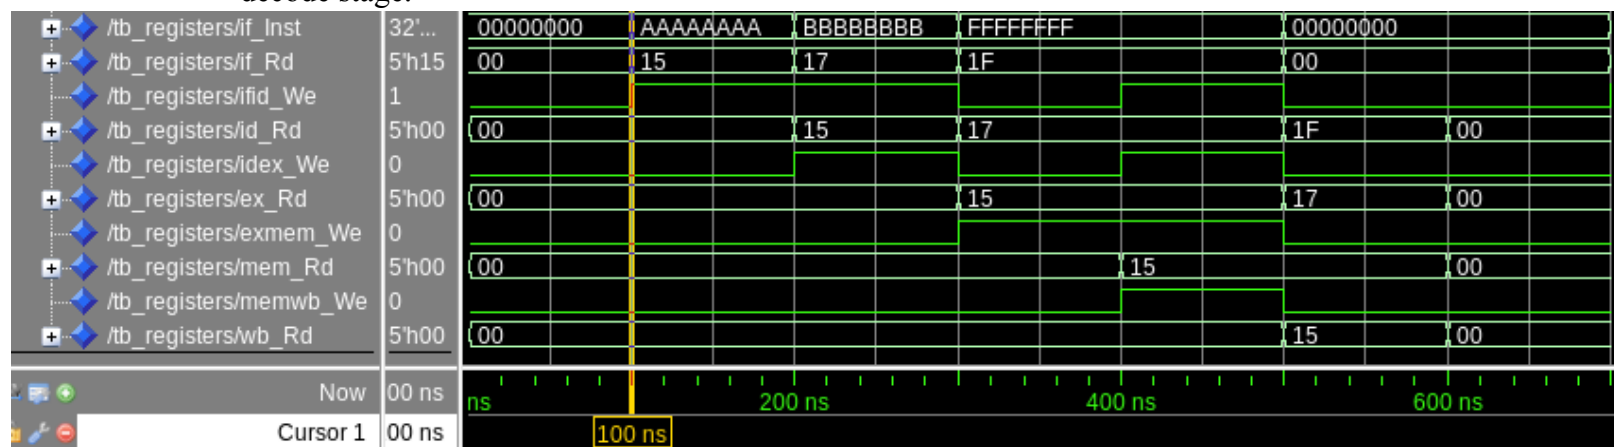 decode stage.
/tb_registers/if_Inst 32'... 00000000 AAAAAAAA BBBBBBBB FFFFFFFF 00000000
/tb_registers/if_Rd 5'h15 00 15 17 1F 00
/tb_registers/ifid_We 1
/tb_registers/id_Rd 5'h00 00 15 17 1F 00
/tb_registers/idex_We 0
/tb_registers/ex_Rd 5'h00 00 15 17 00
/tb_registers/exmem_We 0
/tb_registers/mem_Rd 5'h00 00 15 00
/tb_registers/memwb_We 0
/tb_registers/wb_Rd 5'h00 00 15 00
Now 00 ns ns 200 ns 400 ns 600 ns
Cursor 1 00 ns 100 ns